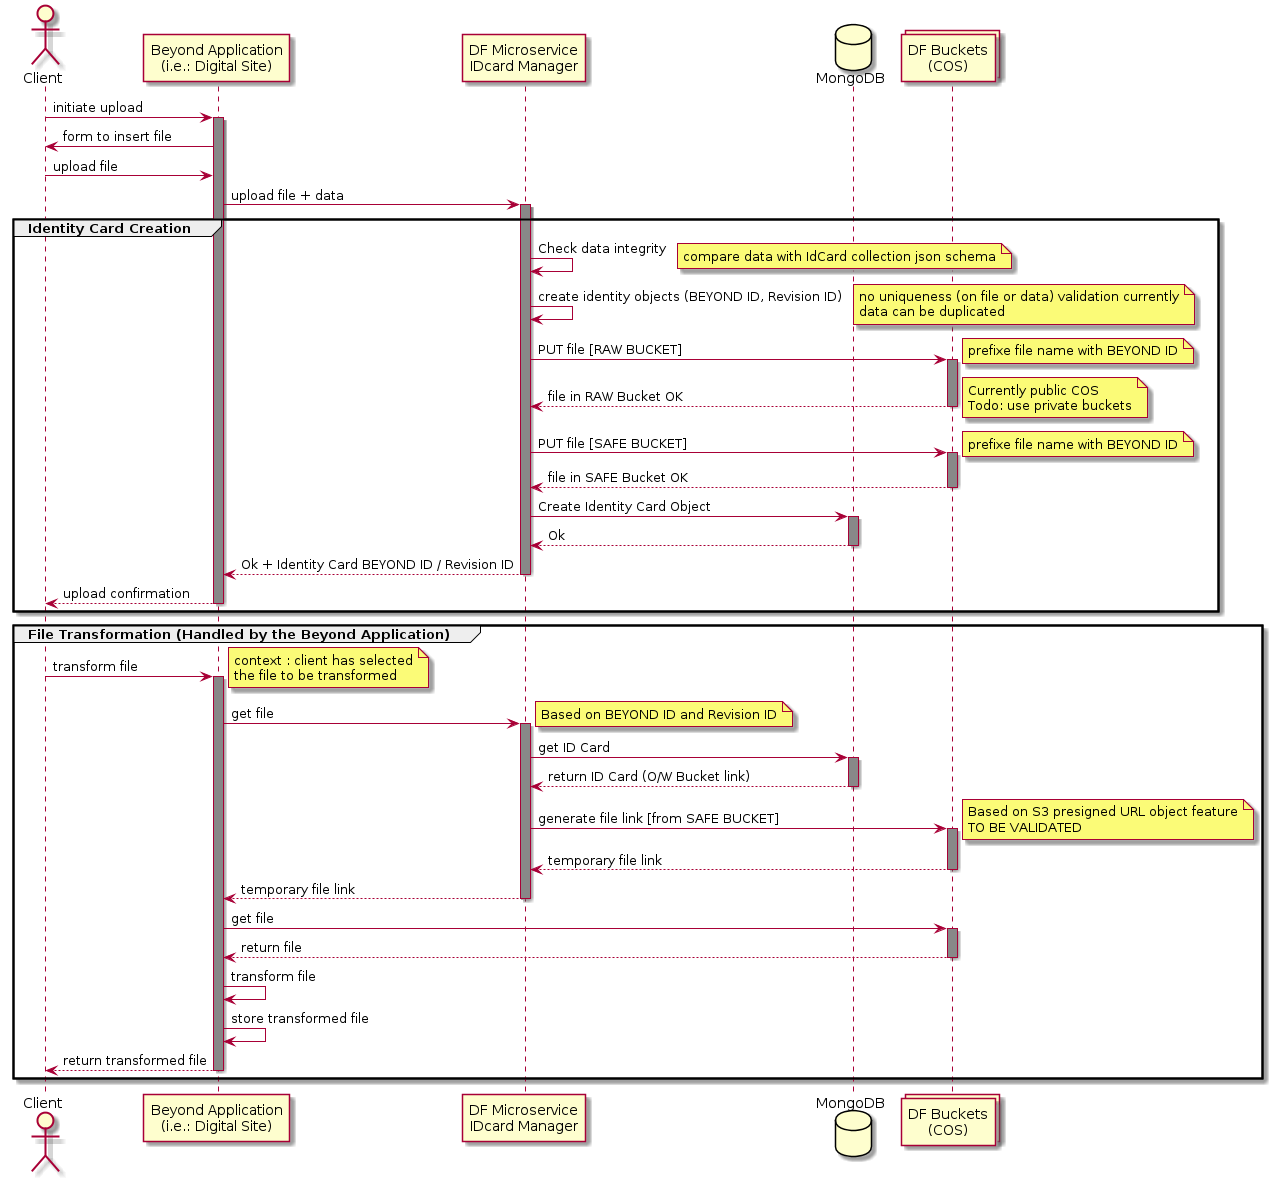 Client
Beyond Application
(i.e.: Digital Site)
DF Microservice
IDcard Manager
MongoDB
DF Buckets
(COS)
initiate upload
form to insert file
upload file
upload file + data
Identity Card Creation
Check data integrity
compare data with IdCard collection json schema
create identity objects (BEYOND ID, Revision ID)
no uniqueness (on file or data) validation currently
data can be duplicated
PUT file [RAW BUCKET]
prefixe file name with BEYOND ID
file in RAW Bucket OK
Currently public COS
Todo: use private buckets
PUT file [SAFE BUCKET]
prefixe file name with BEYOND ID
file in SAFE Bucket OK
Create Identity Card Object
Ok
Ok + Identity Card BEYOND ID / Revision ID
upload confirmation
File Transformation (Handled by the Beyond Application)
transform file
context : client has selected
the file to be transformed
get file
Based on BEYOND ID and Revision ID
get ID Card
return ID Card (O/W Bucket link)
generate file link [from SAFE BUCKET]
Based on S3 presigned URL object feature
TO BE VALIDATED
temporary file link
temporary file link
get file
return file
transform file
store transformed file
return transformed file
Client
Beyond Application
(i.e.: Digital Site)
DF Microservice
IDcard Manager
MongoDB
DF Buckets
(COS)